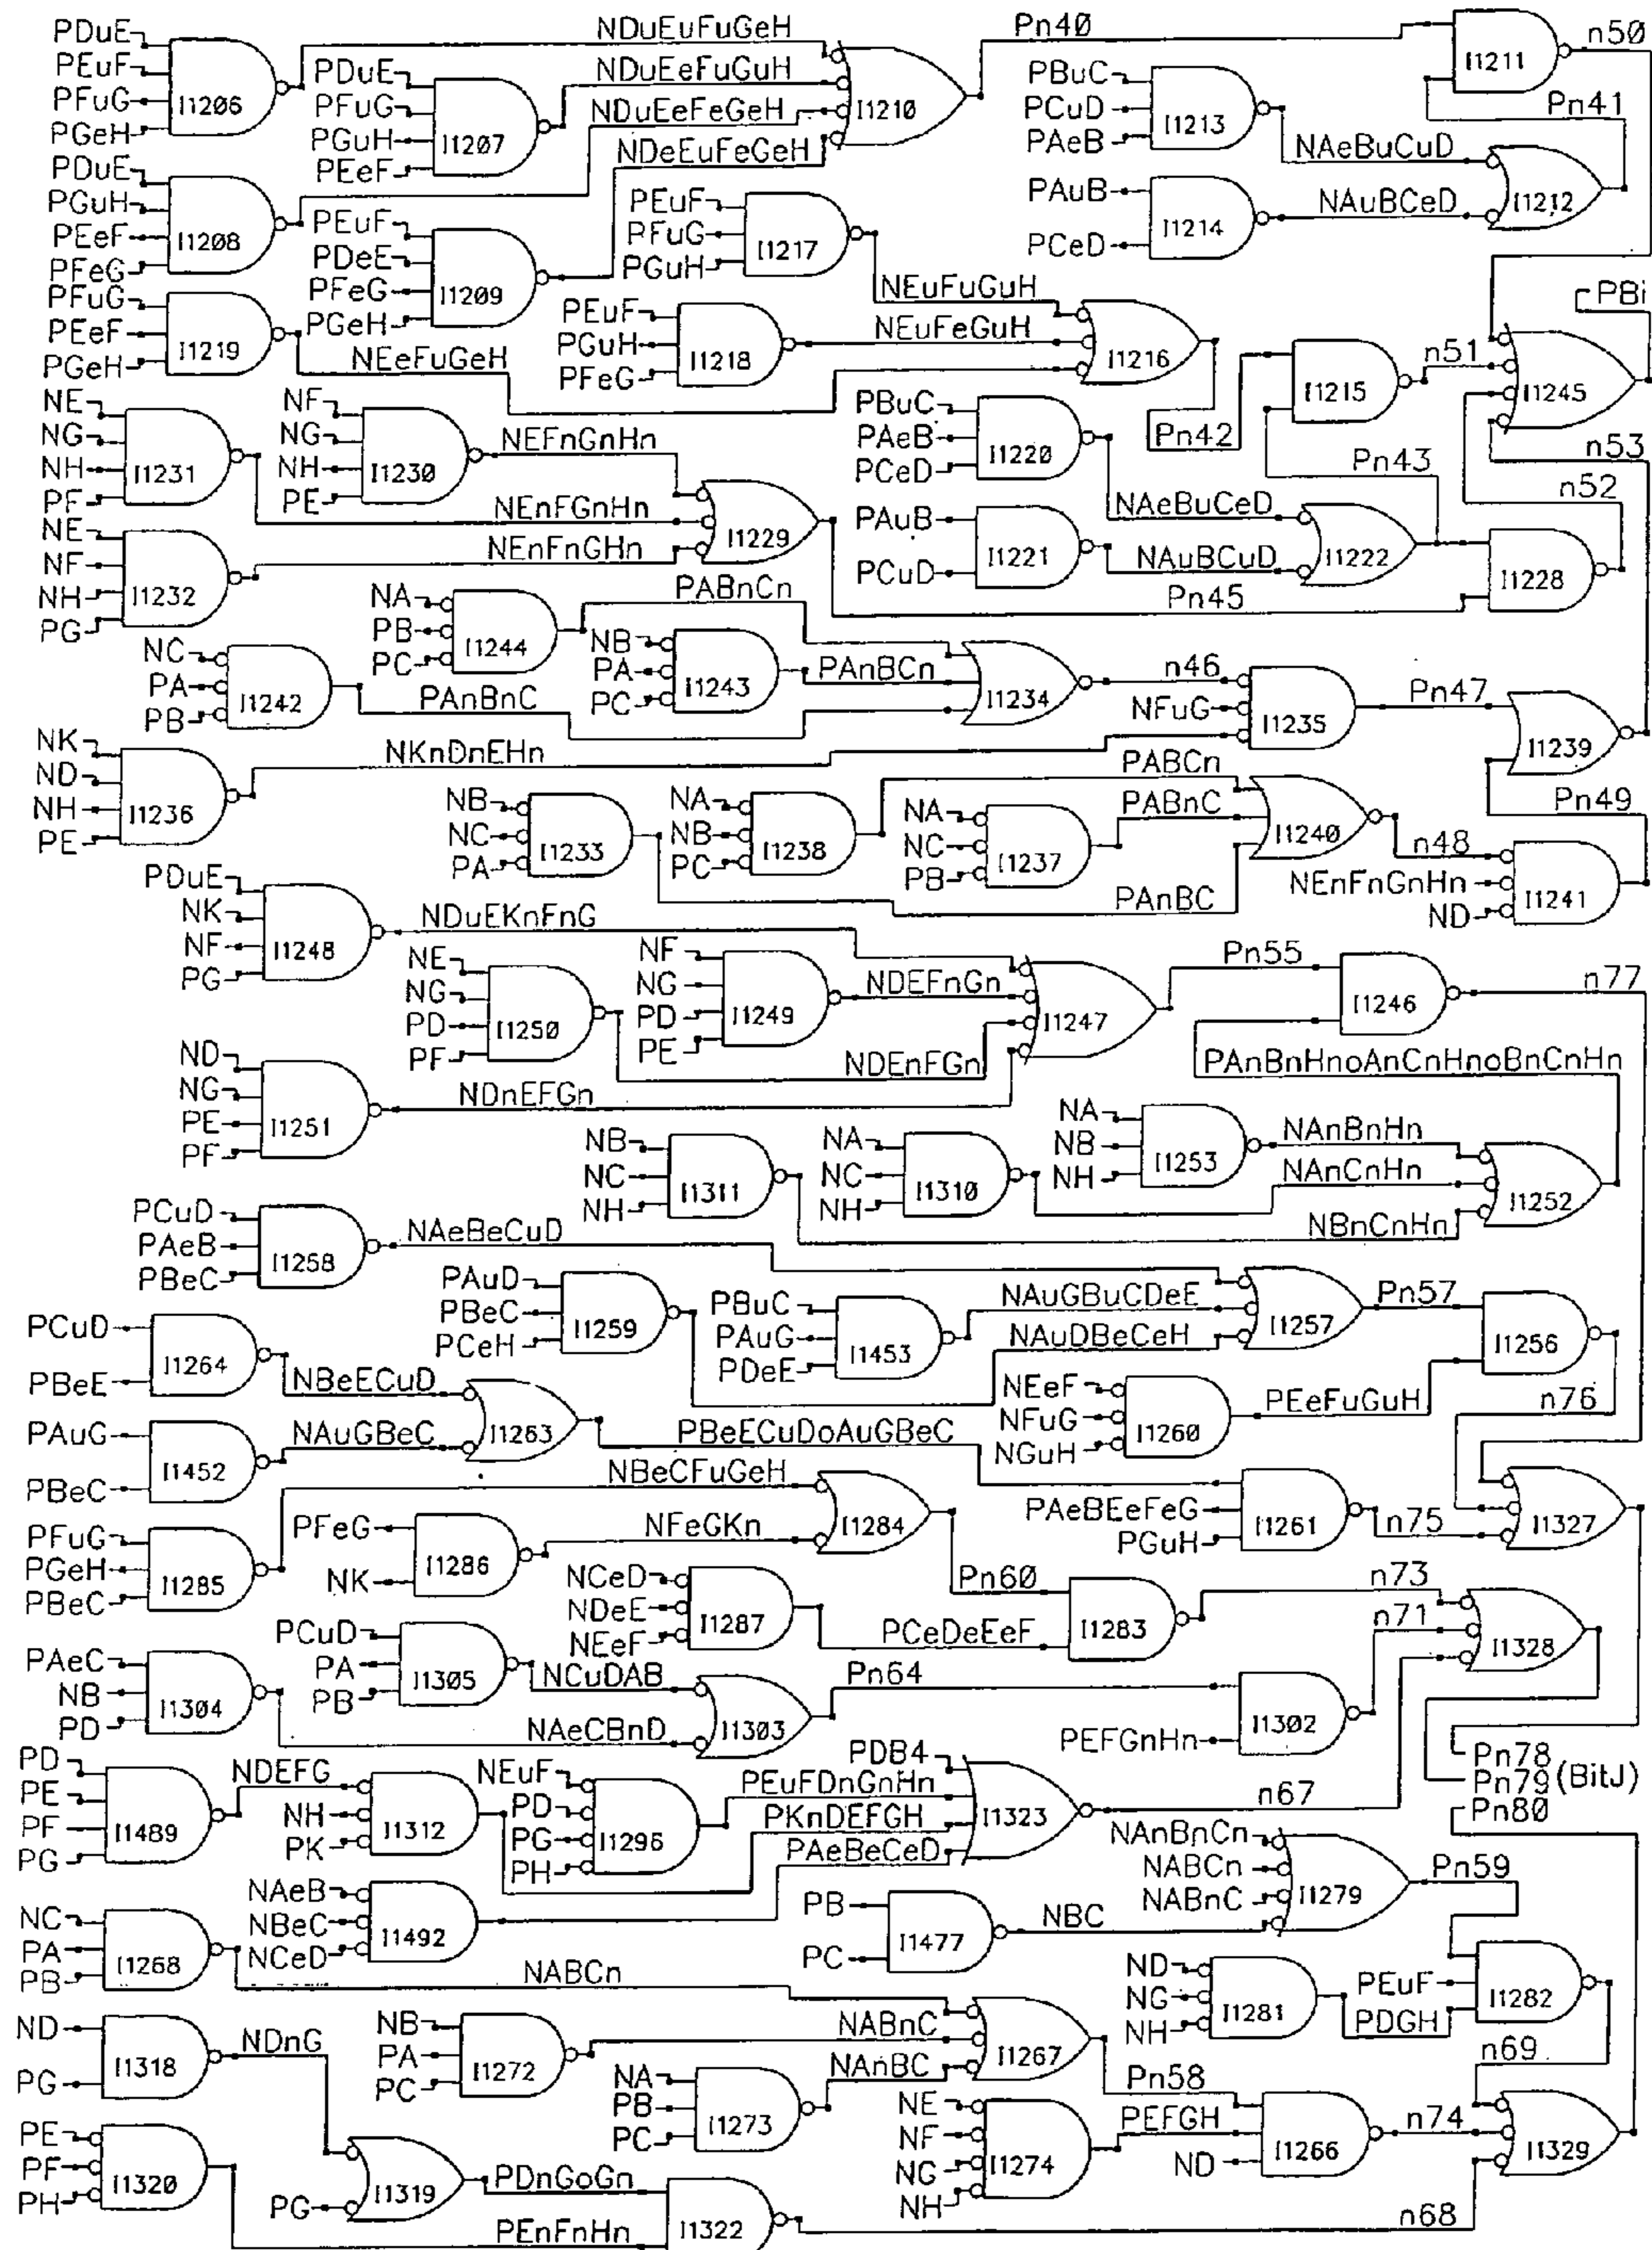 PDuE
PEuF
PFuG
PGeH
I1206
NDuEuFuGeH
PDuE
PFuG
PGuH
PEeF
I1207
NDuEeFuGuH
NDuEeFeGeH
NDeEuFeGeH
I1210
Pn40
I1211
n50
PBuC
PCuD
PAeB
I1213
Pn41
NAeBuCuD
PDuE
PGuH
PEeF
PFeG
I1208
PEuF
PDeE
PFeG
PGeH
I1209
PEuF
PFuG
PGuH
I1217
PAuB
PCeD
I1214
NAuBCeD
I1212
PFuG
PEeF
PGeH
I1219
NEeFuGeH
NEuFuGuH
PEuF
PGuH
PFeG
I1218
NEuFeGuH
I1216
I1215
n51
PBi
I1245
NE
NG
NH
PF
I1231
NF
NG
NH
PE
I1230
NEFnGnHn
PBuC
PAeB
PCeD
I1220
Pn42
Pn43
n53
n52
NEnFGnHn
I1229
NAeBuCeD
NE
NF
NH
PG
I1232
NEnFnGHn
PAuB
PCuD
I1221
NAuBCuD
I1222
I1228
Pn45
NA
PB
PC
I1244
PABnCn
NB
PA
PC
I1243
PAnBCn
I1234
n46
NC
PA
PB
I1242
PAnBnC
NFuG
I1235
Pn47
I1239
NK
ND
NH
PE
I1236
NKnDnEHn
NB
NC
PA
I1233
NA
NB
PC
I1238
PABCn
NA
NC
PB
I1237
PABnC
I1240
Pn49
n48
NEnFnGnHn
ND
I1241
PAnBC
PDuE
NK
NF
PG
I1248
NDuEKnFnG
NE
NG
PD
PF
I1250
NF
NG
PD
PE
I1249
NDEFnGn
I1247
Pn55
I1246
n77
NDEnFGn
PAnBnHnoAnCnHnoBnCnHn
ND
NG
PE
PF
I1251
NDnEFGn
NB
NC
NH
I1311
NA
NC
NH
I1310
NA
NB
NH
I1253
NAnBnHn
NAnCnHn
NBnCnHn
I1252
PCuD
PAeB
PBeC
I1258
NAeBeCuD
PAuD
PBeC
PCeH
I1259
PBuC
PAuG
PDeE
I1453
NAuGBuCDeE
NAuDBeCeH
I1257
Pn57
I1256
PCuD
PBeE
I1264
NBeECuD
PAuG
PBeC
I1452
NAuGBeC
I1263
PBeECuDoAuGBeC
NEeF
NFuG
NGuH
I1260
PEeFuGuH
n76
PFuG
PGeH
PBeC
I1285
NBeCFuGeH
PFeG
NK
I1286
NFeGKn
I1284
PAeBEeFeG
PGuH
I1261
n75
I1327
NCeD
NDeE
NEeF
I1287
PCeDeEeF
Pn60
I1283
n73
n71
I1328
PAeC
NB
PD
I1304
PCuD
PA
PB
I1305
NCuDAB
NAeCBnD
I1303
Pn64
PEFGnHn
I1302
PD
PE
PF
PG
I1489
NDEFG
NH
PK
I1312
NEuF
PD
PG
PH
I1296
PDB4
PEuFDnGnHn
PKnDEFGH
PAeBeCeD
I1323
n67
Pn78
Pn79 (BitJ)
Pn80
NC
PA
PB
I1268
NAeB
NBeC
NCeD
I1492
NABCn
PB
PC
I1477
NBC
NAnBnCn
NABCn
NABnC
I1279
Pn59
ND
NG
NH
I1281
PDGH
PEuF
I1282
ND
PG
I1318
NDnG
NB
PA
PC
I1272
NABnC
NA
PB
PC
I1273
NAnBC
I1267
Pn58
n69
PE
PF
PH
I1320
PG
I1319
PDnGoGn
PEnFnHn
I1322
NE
NF
NG
NH
I1274
PEFGH
ND
I1266
n74
I1329
n68